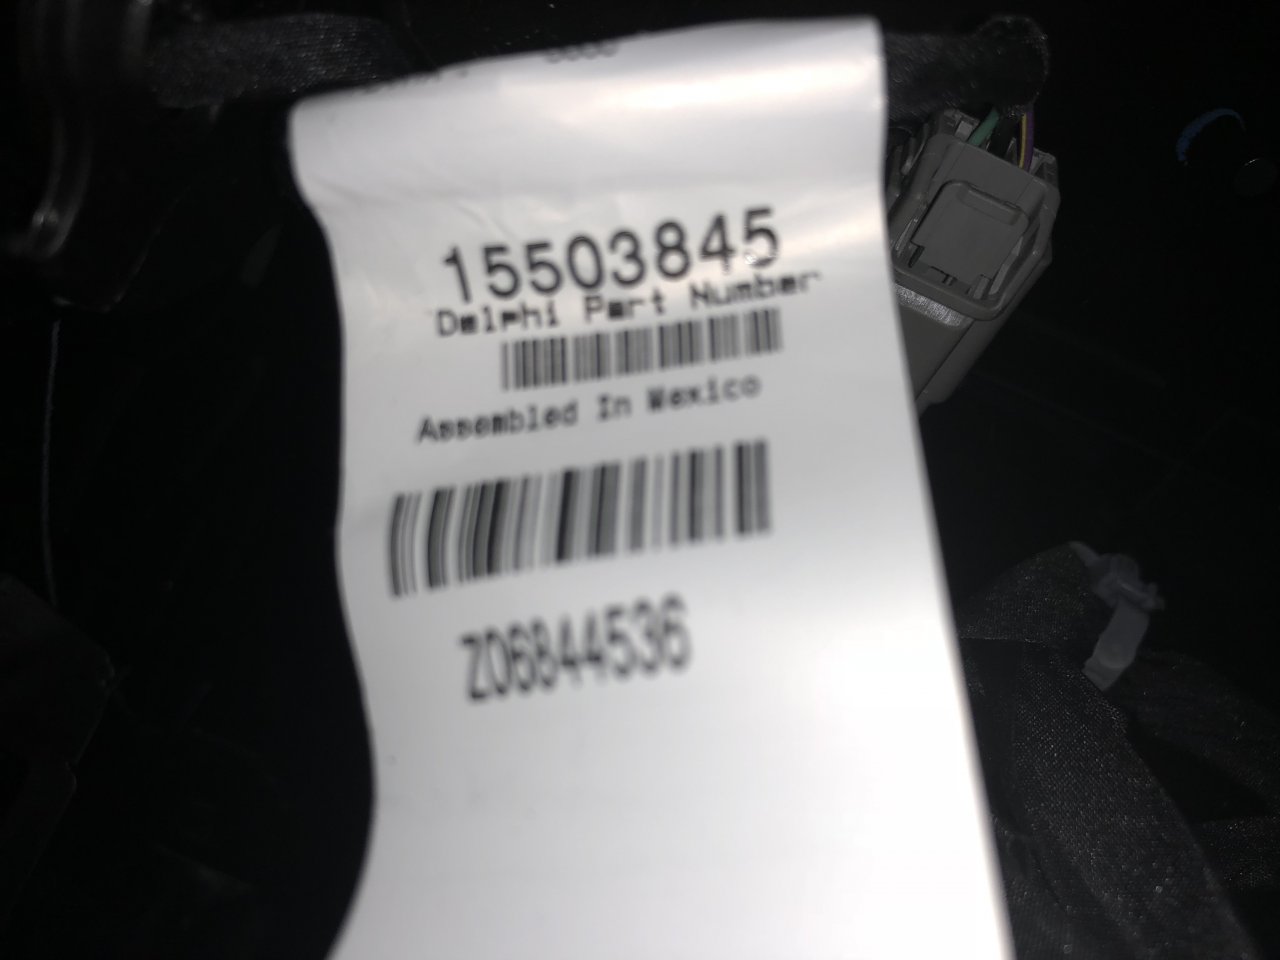 15503845
Delphi Part Number
Assembled In Mexico
Z06844536